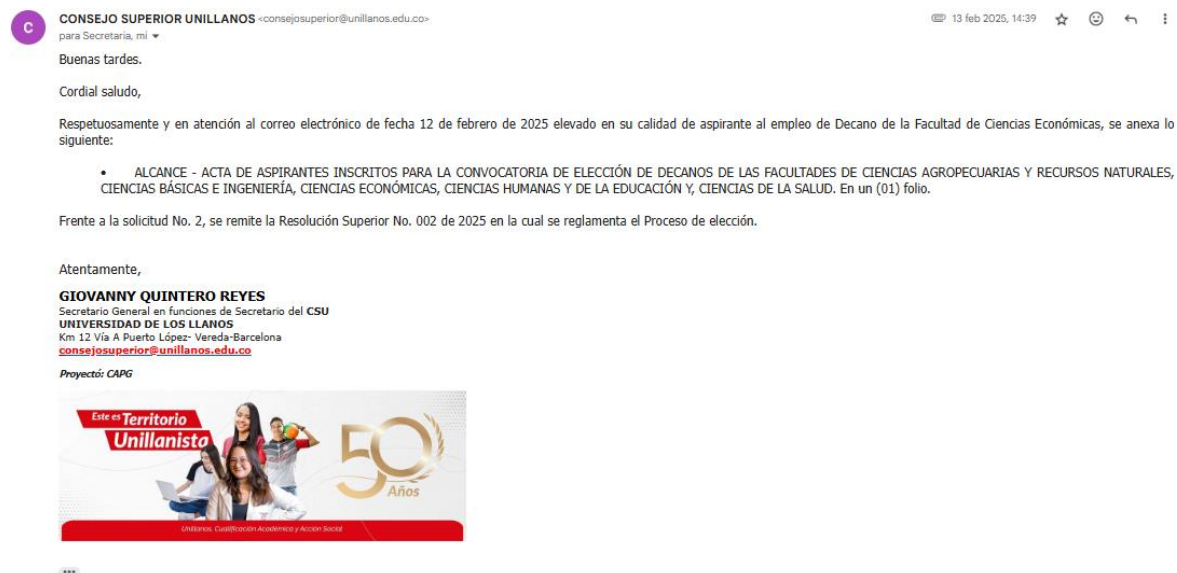 C
CONSEJO SUPERIOR UNILLANOS <consejosuperior@unillanos.edu.co>
13 feb 2025, 14:39
para Secretaria, mi
Buenas tardes.
Cordial saludo,
Respetuosamente y en atención al correo electrónico de fecha 12 de febrero de 2025 elevado en su calidad de aspirante al empleo de Decano de la Facultad de Ciencias Económicas, se anexa lo
siguiente:
• ALCANCE - ACTA DE ASPIRANTES INSCRITOS PARA LA CONVOCATORIA DE ELECCIÓN DE DECANOS DE LAS FACULTADES DE CIENCIAS AGROPECUARIAS Y RECURSOS NATURALES,
CIENCIAS BÁSICAS E INGENIERÍA, CIENCIAS ECONÓMICAS, CIENCIAS HUMANAS Y DE LA EDUCACIÓN Y, CIENCIAS DE LA SALUD. En un (01) folio.
Frente a la solicitud No. 2, se remite la Resolución Superior No. 002 de 2025 en la cual se reglamenta el Proceso de elección.
Atentamente,
GIOVANNY QUINTERO REYES
Secretario General en funciones de Secretario del CSU
UNIVERSIDAD DE LOS LLANOS
Km 12 Vía A Puerto López- Vereda-Barcelona
consejosuperior@unillanos.edu.co
Proyectó: CAPG
Este es Territorio
Unillanista
50
Años
Unillanos, Cualificación Académica y Acción Social